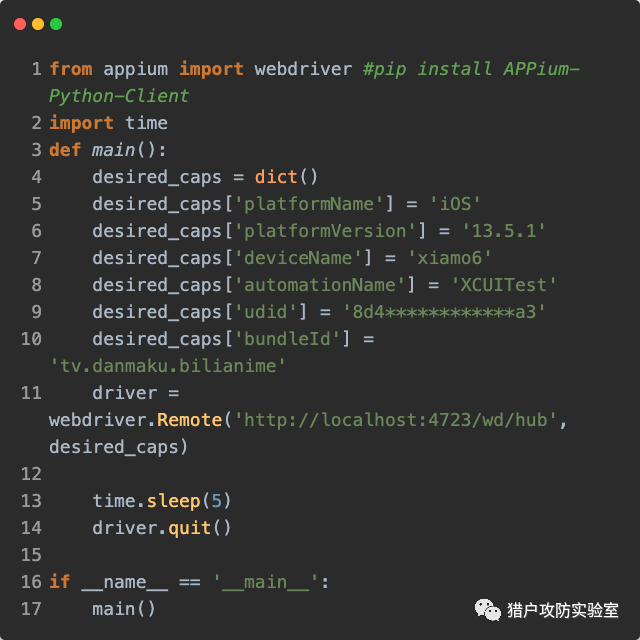 1 from appium import webdriver #pip install APPium-
Python-Client
2 import time
3 def main():
4     desired_caps = dict()
5     desired_caps['platformName'] = 'iOS'
6     desired_caps['platformVersion'] = '13.5.1'
7     desired_caps['deviceName'] = 'xiamo6'
8     desired_caps['automationName'] = 'XCUITest'
9     desired_caps['udid'] = '8d4************a3'
10     desired_caps['bundleId'] =
'tv.danmaku.bilianime'
11     driver =
webdriver.Remote('http://localhost:4723/wd/hub',
desired_caps)
12
13     time.sleep(5)
14     driver.quit()
15
16 if __name__ == '__main__':
17     main()
猎户攻防实验室